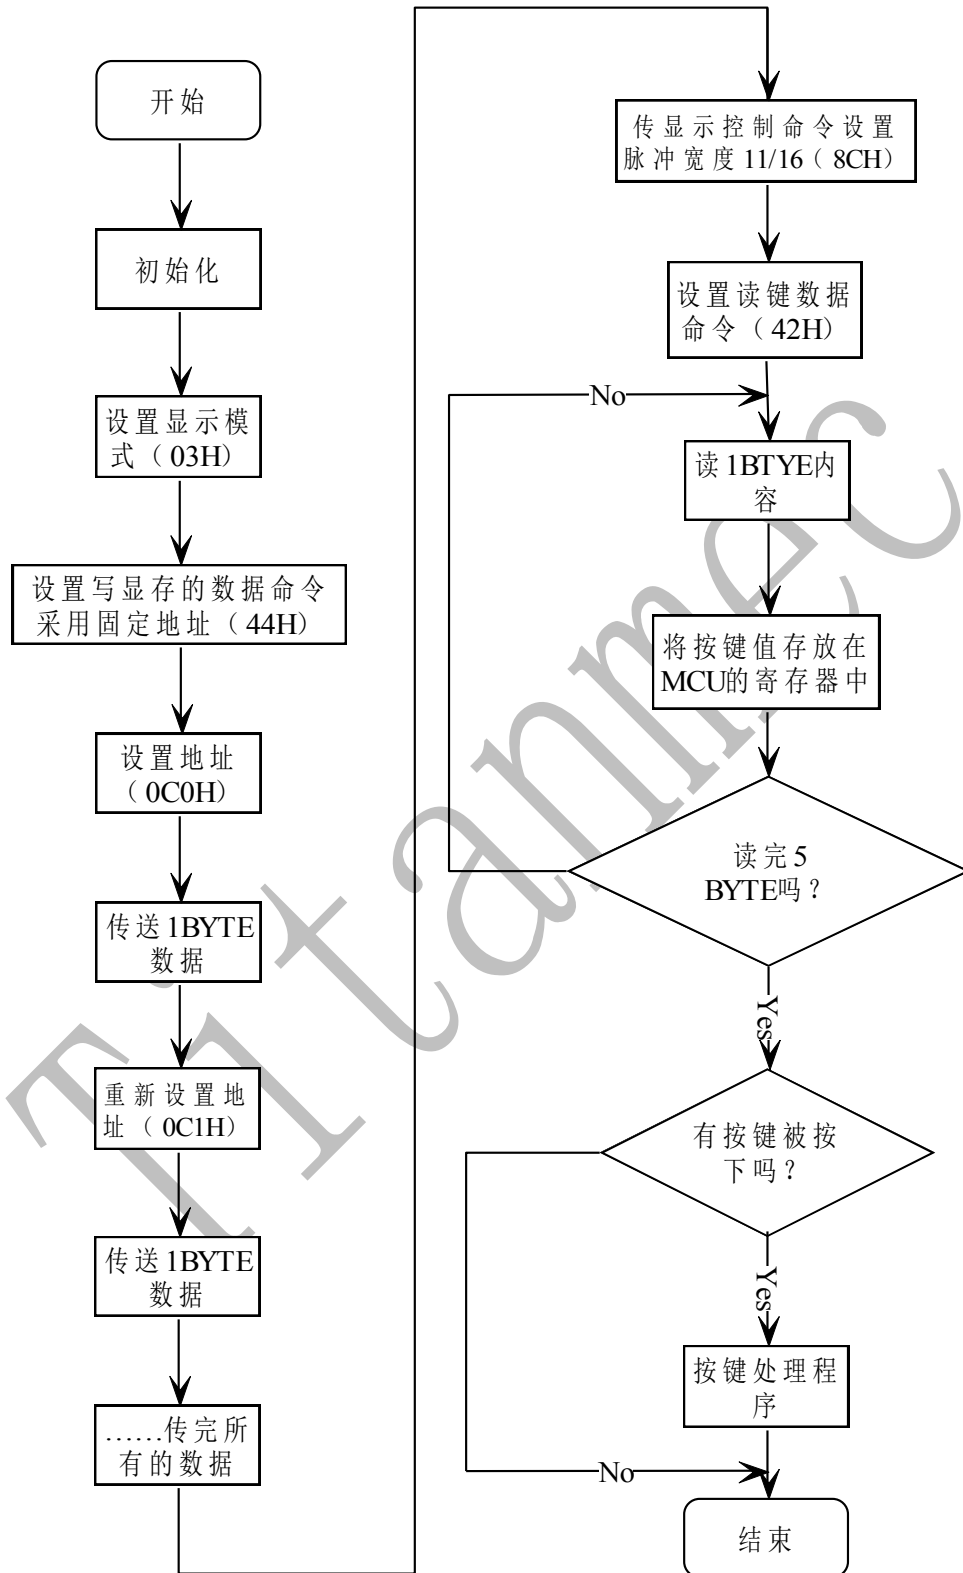 开始
初始化
设置显示模
式（03H）
设置写显存的数据命令
采用固定地址（44H）
设置地址
（0C0H）
传送1BYTE
数据
重新设置地
址（0C1H）
传送1BYTE
数据
……传完所
有的数据
传显示控制命令设置
脉冲宽度11/16（8CH）
设置读键数据
命令（42H）
No
读1BTYE内
容
将按键值存放在
MCU的寄存器中
读完5
BYTE吗？
Yes
有按键被按
下吗？
Yes
按键处理程
序
No
结束
Titanmec